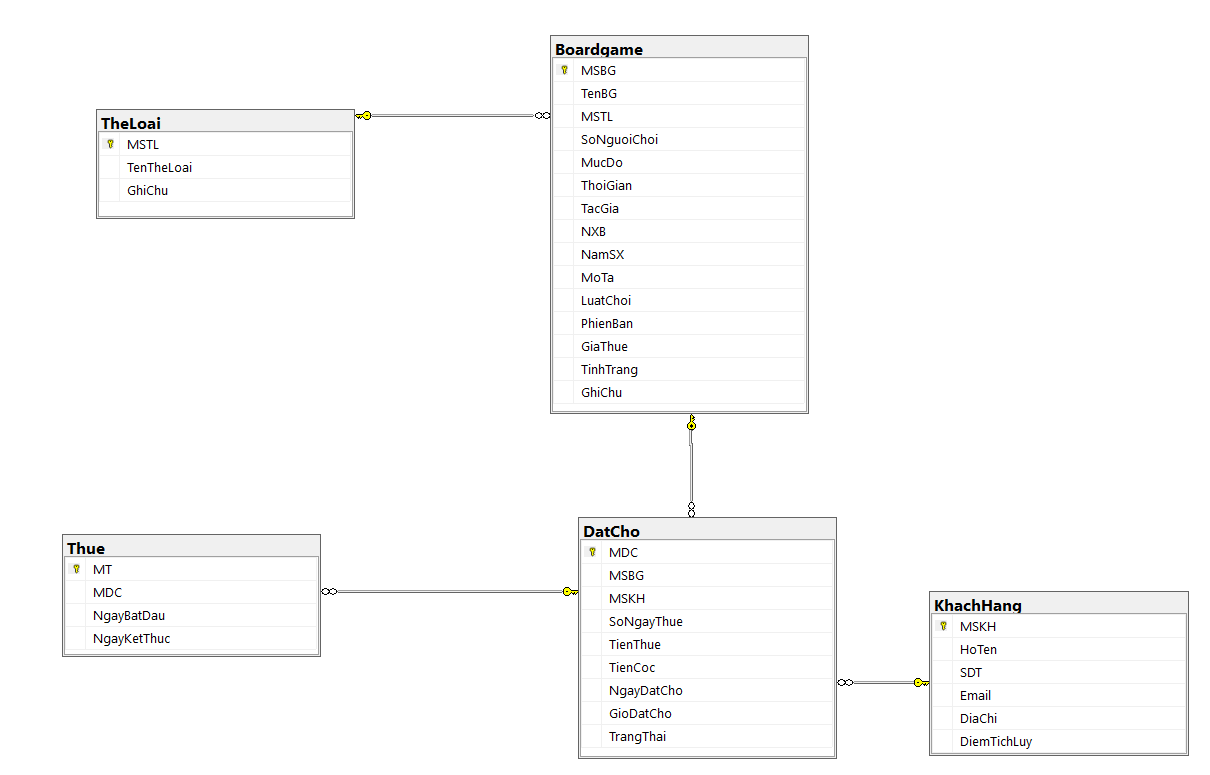 Boardgame
MSBG
TenBG
MSTL
SoNguoiChoi
MucDo
ThoiGian
TacGia
NXB
NamSX
MoTa
LuatChoi
PhienBan
GiaThue
TinhTrang
GhiChu
TheLoai
MSTL
TenTheLoai
GhiChu
Thue
MT
MDC
NgayBatDau
NgayKetThuc
DatCho
MDC
MSBG
MSKH
SoNgayThue
TienThue
TienCoc
NgayDatCho
GioDatCho
TrangThai
KhachHang
MSKH
HoTen
SDT
Email
DiaChi
DiemTichLuy